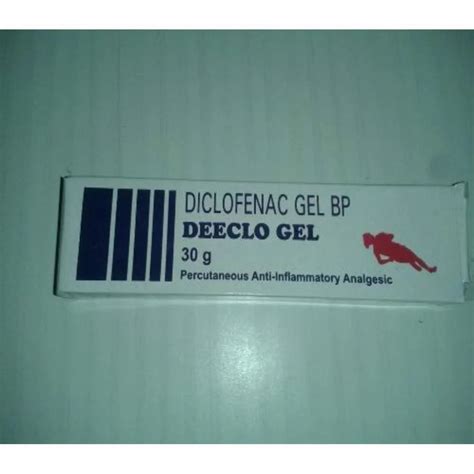 DICLOFENAC GEL BP
DEECLO GEL
30 g
Percutaneous Anti-Inflammatory Analgesic